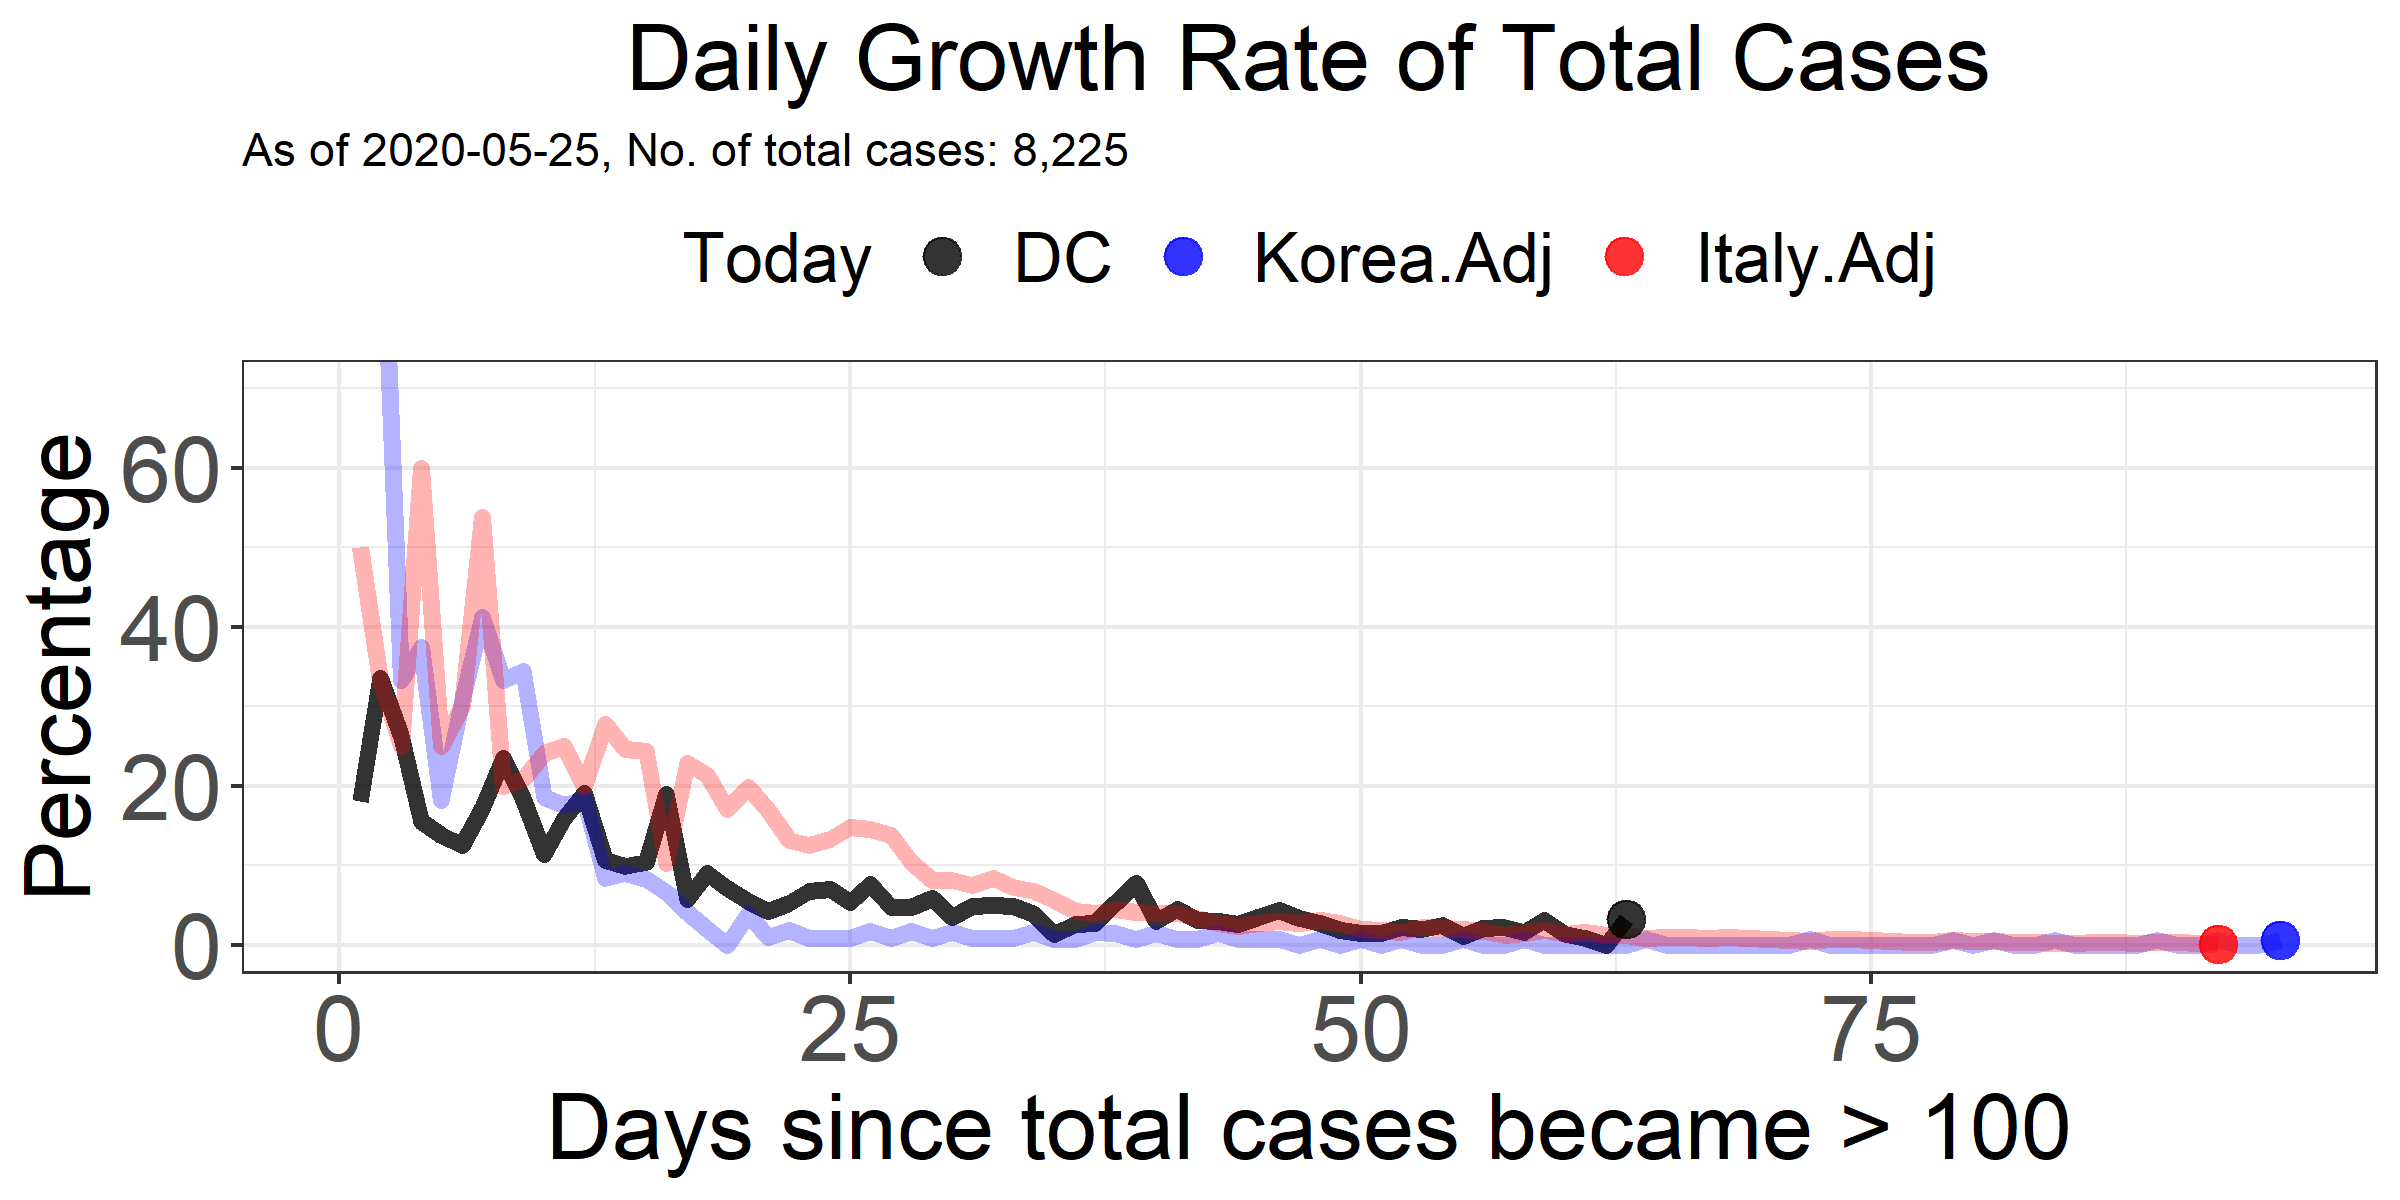 Daily Growth Rate of Total Cases
As of 2020-05-25, No. of total cases: 8,225
Today DC Korea.Adj Italy.Adj
Percentage
60
40
20
0
0 25 50 75
Days since total cases became > 100